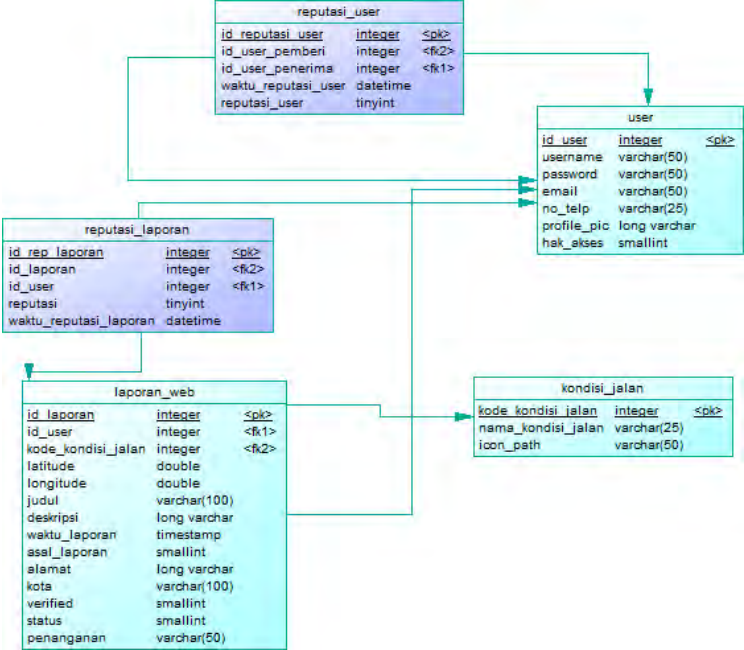 reputasi_user
id_reputasi_user integer <pk>
id_user_pemberi integer <fk2>
id_user_penerima integer <fk1>
waktu_reputasi_user datetime
reputasi_user tinyint
user
id_user integer <pk>
username varchar(50)
password varchar(50)
email varchar(50)
no_telp varchar(25)
profile_pic long varchar
hak_akses smallint
reputasi_laporan
id_rep_laporan integer <pk>
id_laporan integer <fk2>
id_user integer <fk1>
reputasi tinyint
waktu_reputasi_laporan datetime
laporan_web
id_laporan integer <pk>
id_user integer <fk1>
kode_kondisi_jalan integer <fk2>
latitude double
longitude double
judul varchar(100)
deskripsi long varchar
waktu_laporan timestamp
asal_laporan smallint
alamat long varchar
kota varchar(100)
verified smallint
status smallint
penanganan varchar(50)
kondisi_jalan
kode_kondisi_jalan integer <pk>
nama_kondisi_jalan varchar(25)
icon_path varchar(50)